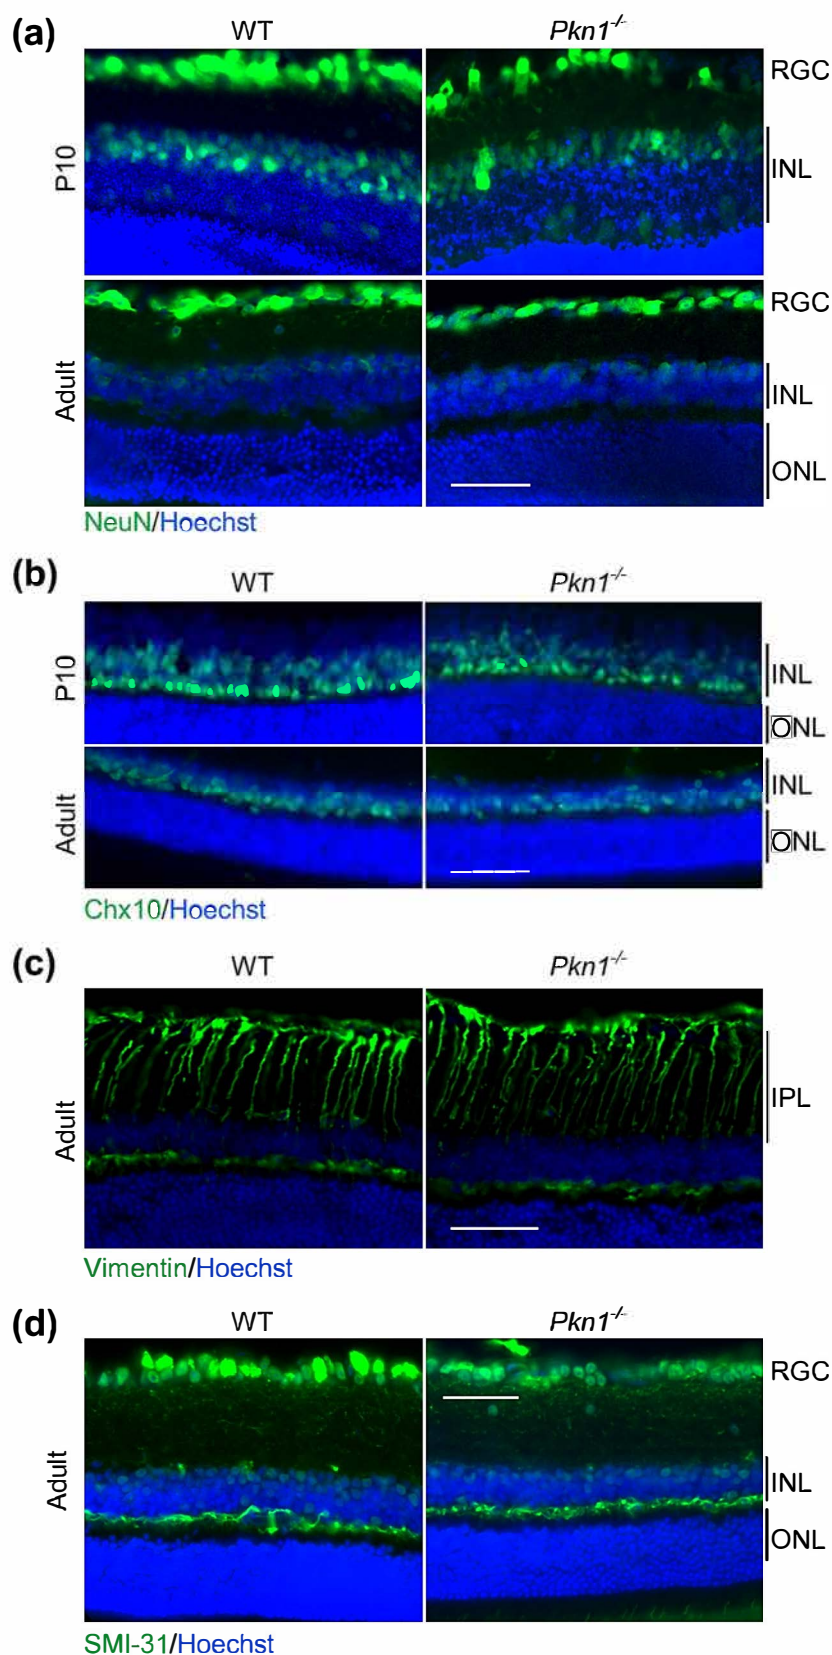 (a)
WT Pkn1-/-
P10
RGC
INL
Adult
RGC
INL
ONL
NeuN/Hoechst
(b)
WT Pkn1-/-
P10
INL
ONL
Adult
INL
ONL
Chx10/Hoechst
(c)
WT Pkn1-/-
Adult
IPL
Vimentin/Hoechst
(d)
WT Pkn1-/-
Adult
RGC
INL
ONL
SMI-31/Hoechst